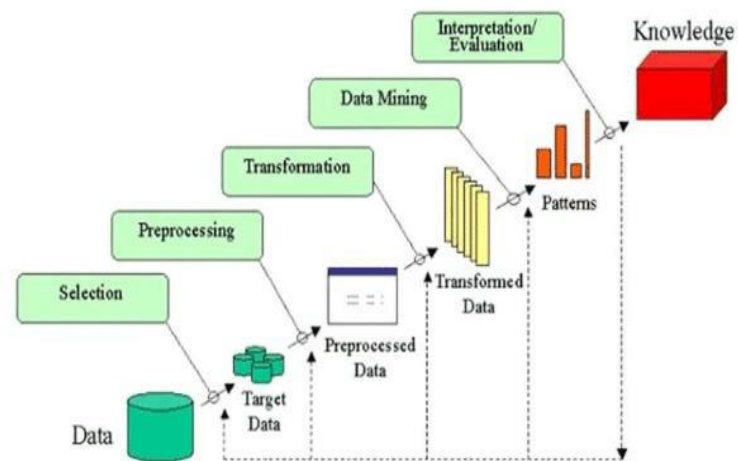 Interpretation/
Evaluation
Knowledge
Data Mining
Transformation
Patterns
Preprocessing
Transformed
Data
Selection
Preprocessed
Data
Target
Data
Data